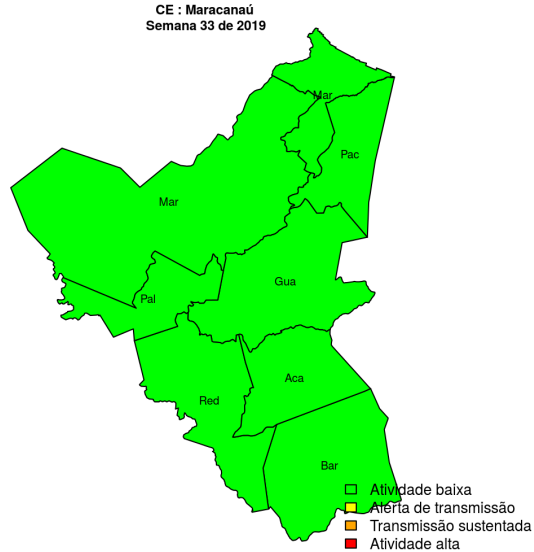 CE : Maracanaú
Semana 33 de 2019
Mar
Pac
Mar
Gua
Pal
Aca
Red
Bar
Atividade baixa
Alerta de transmissão
Transmissão sustentada
Atividade alta